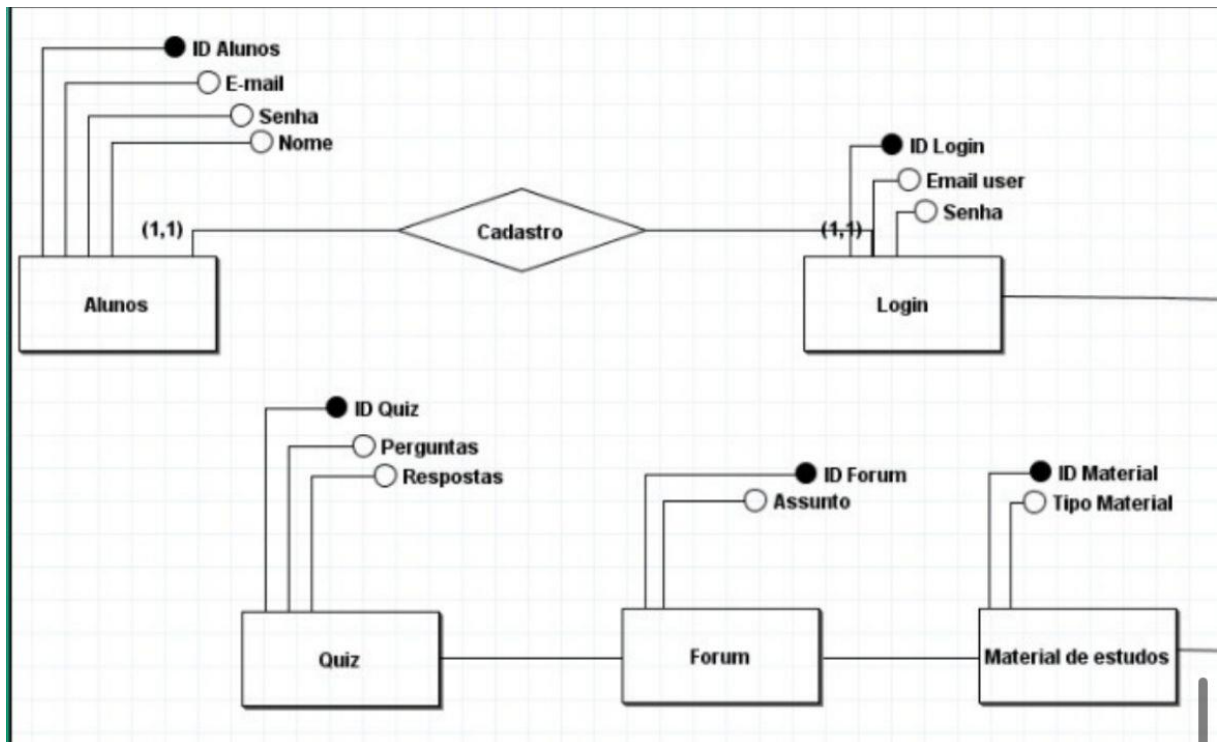 ID Alunos
E-mail
Senha
Nome
ID Login
Email user
Senha
(1,1)
Cadastro
(1,1)
Alunos
Login
ID Quiz
Perguntas
Respostas
ID Forum
Assunto
ID Material
Tipo Material
Quiz
Forum
Material de estudos